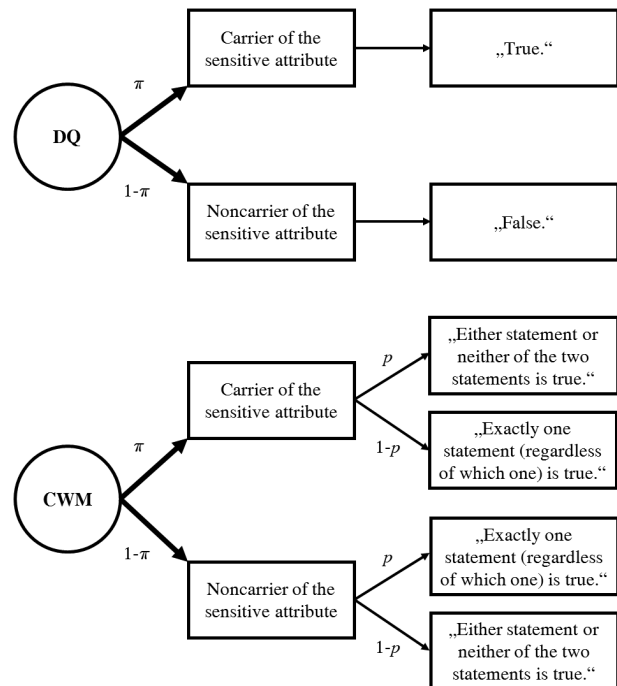 Carrier of the
sensitive attribute
„True.“
π
DQ
1-π
Noncarrier of the
sensitive attribute
„False.“
„Either statement or
neither of the two
statements is true.“
p
Carrier of the
sensitive attribute
π
1-p
„Exactly one
statement (regardless
of which one) is true.“
CWM
1-π
„Exactly one
statement (regardless
of which one) is true.“
p
Noncarrier of the
sensitive attribute
1-p
„Either statement or
neither of the two
statements is true.“